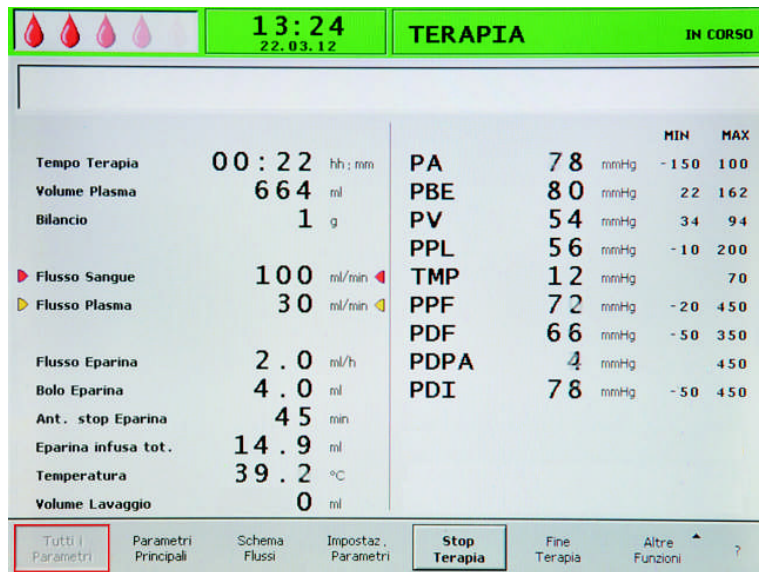 13:24
22.03.12
TERAPIA
IN CORSO
MIN MAX
Tempo Terapia 00:22 hh:mm
Volume Plasma 664 ml
Bilancio 1 g
Flusso Sangue 100 ml/min
Flusso Plasma 30 ml/min
Flusso Eparina 2.0 ml/h
Bolo Eparina 4.0 ml
Ant. stop Eparina 45 min
Eparina infusa tot. 14.9 ml
Temperatura 39.2 °C
Volume Lavaggio 0 ml
PA 78 mmHg -150 100
PBE 80 mmHg 22 162
PV 54 mmHg 34 94
PPL 56 mmHg -10 200
TMP 12 mmHg 70
PPF 72 mmHg -20 450
PDF 66 mmHg -50 350
PDPA 4 mmHg 450
PDI 78 mmHg -50 450
Tutti i
Parametri
Parametri
Principali
Schema
Flussi
Impostaz.
Parametri
Stop
Terapia
Fine
Terapia
Altre
Funzioni
?